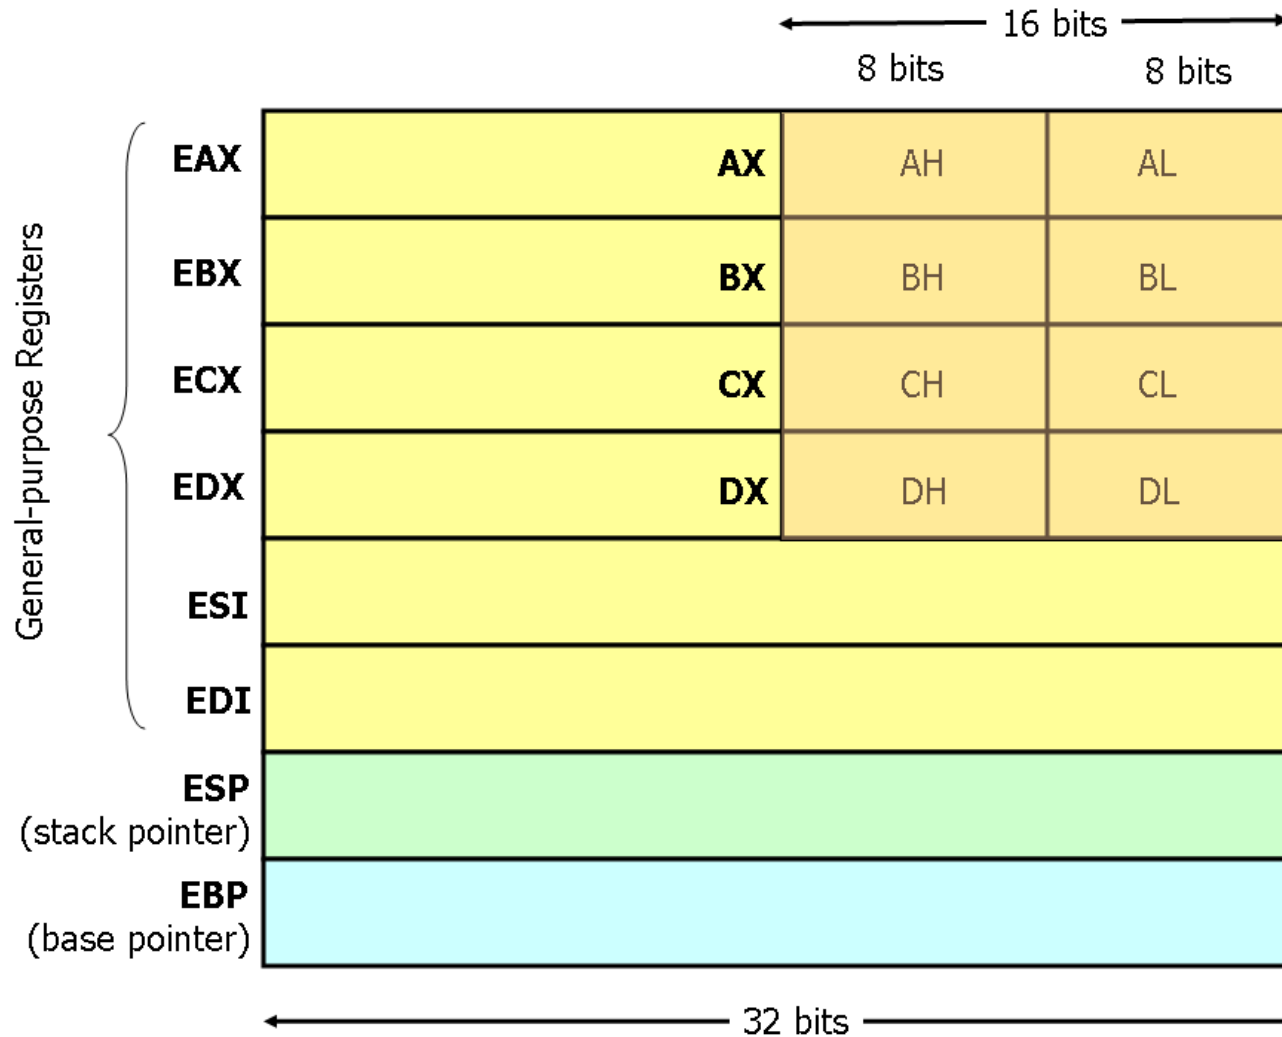 16 bits
8 bits 8 bits
General-purpose Registers
EAX AX AH AL
EBX BX BH BL
ECX CX CH CL
EDX DX DH DL
ESI
EDI
ESP
(stack pointer)
EBP
(base pointer)
32 bits